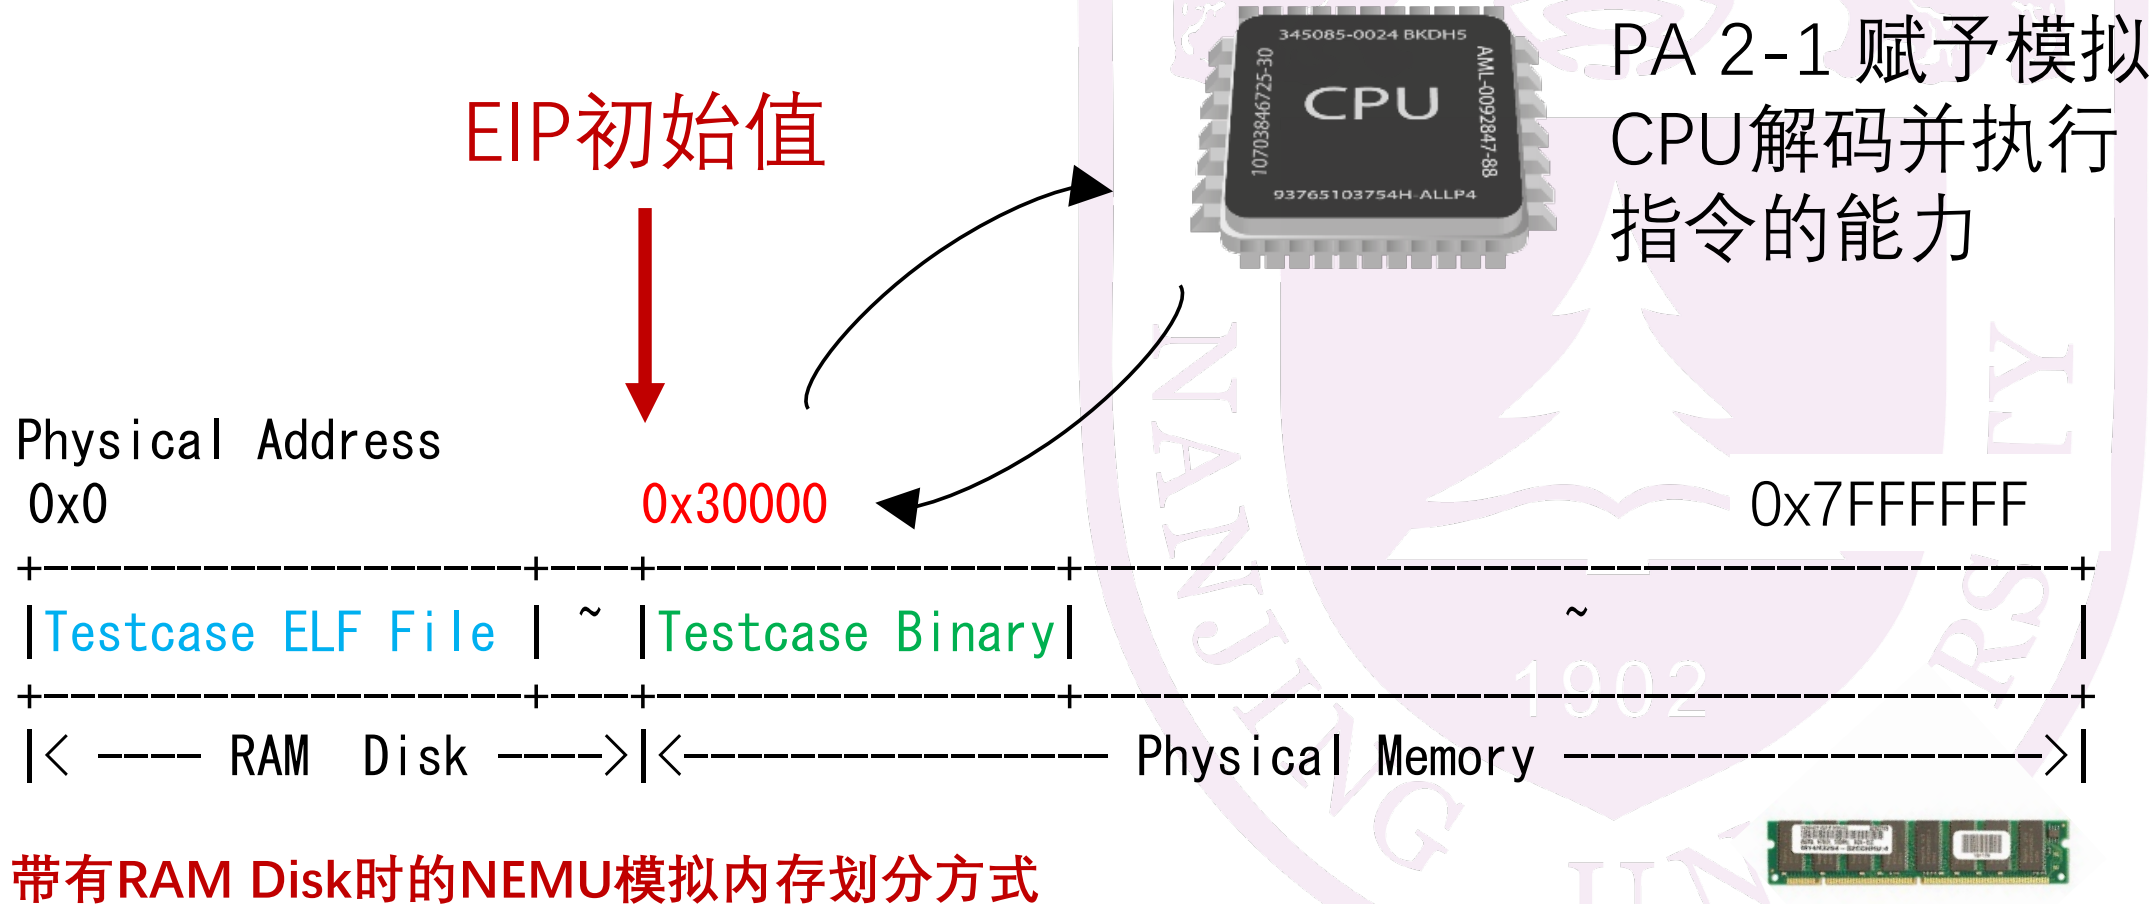 345085-0024 BKDH5
10703846725-30
CPU
AML-0092847-88
93765103754H-ALLP4
PA 2-1 赋予模拟
CPU解码并执行
指令的能力
EIP初始值
Physical Address
0x0
0x30000
0x7FFFFFF
+------------------+----+---------------+-------------------------------------+
|Testcase ELF File | ~ |Testcase Binary| ~ |
+------------------+----+---------------+-------------------------------------+
|< ---- RAM Disk ---->|<---------------- Physical Memory ------------------>|
带有RAM Disk时的NEMU模拟内存划分方式
NANJING UNIVERSITY
1902